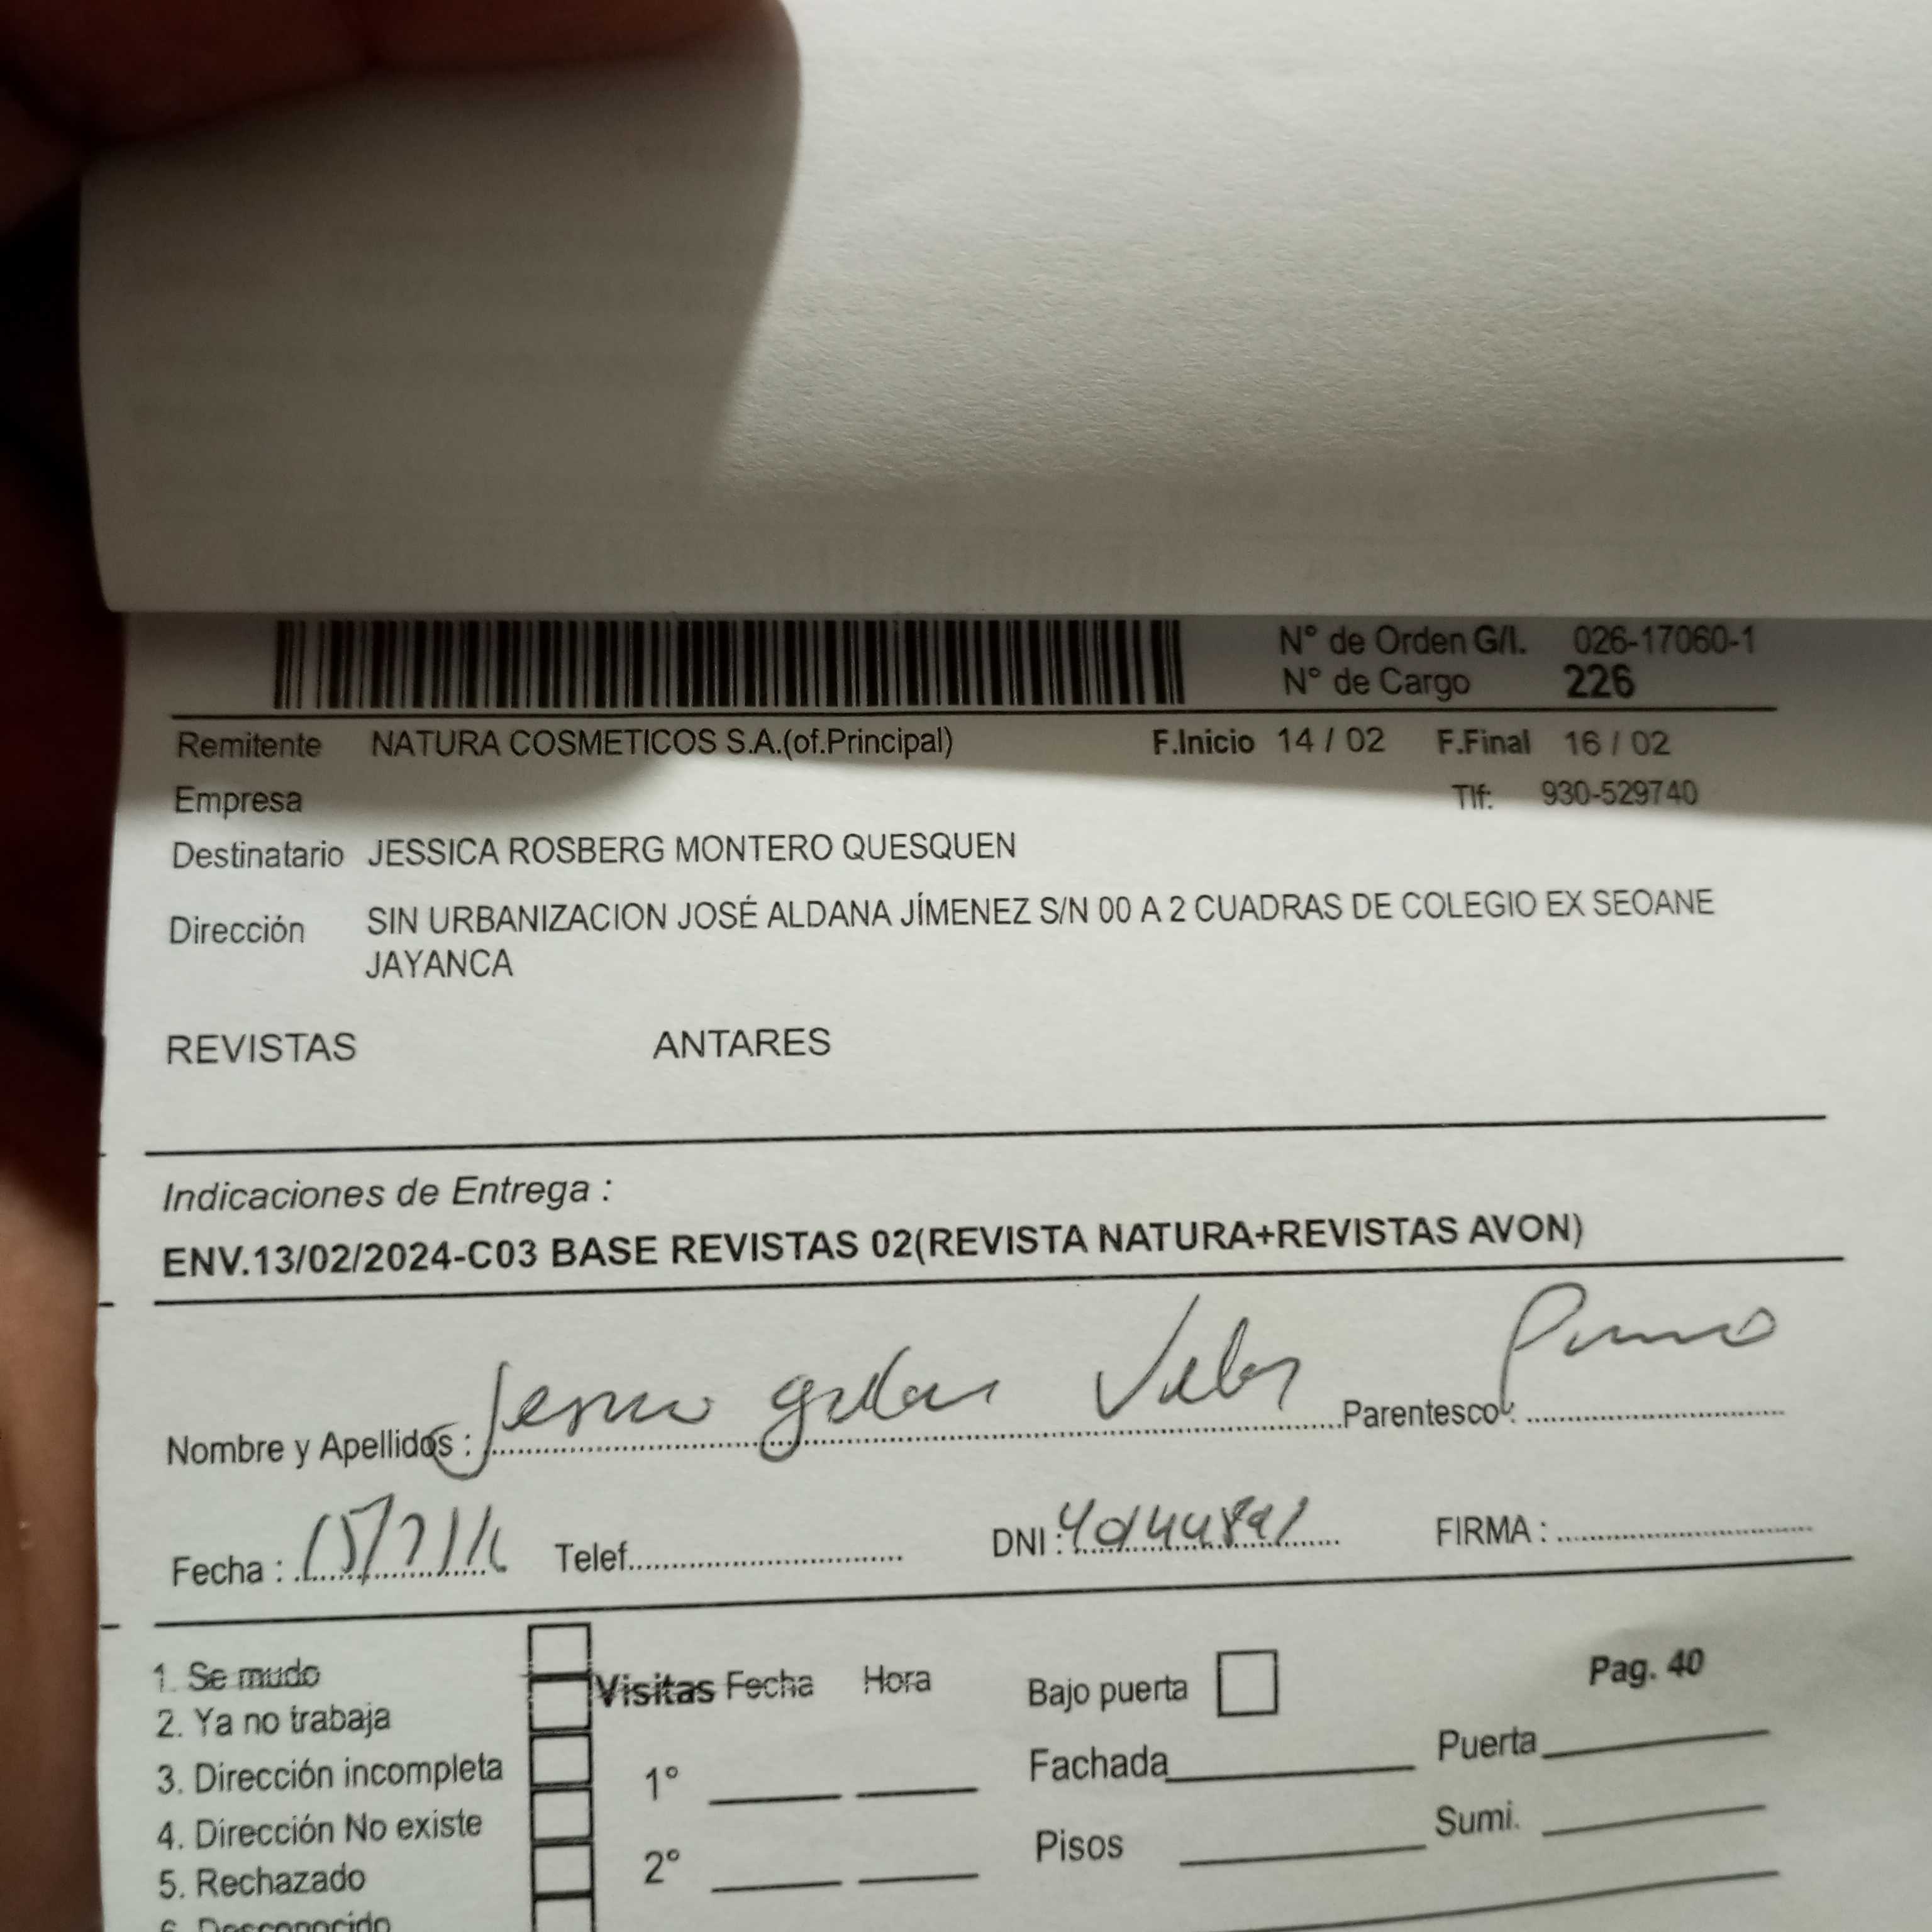 N° de Orden G/I. 026-17060-1
N° de Cargo 226
Remitente NATURA COSMETICOS S.A.(of.Principal) F.Inicio 14 / 02 F.Final 16 / 02
Empresa Tlf: 930-529740
Destinatario JESSICA ROSBERG MONTERO QUESQUEN
Dirección SIN URBANIZACION JOSÉ ALDANA JÍMENEZ S/N 00 A 2 CUADRAS DE COLEGIO EX SEOANE
JAYANCA
REVISTAS ANTARES
Indicaciones de Entrega :
ENV.13/02/2024-C03 BASE REVISTAS 02(REVISTA NATURA+REVISTAS AVON)
Nombre y Apellidos : Parentesco :
Fecha : Telef. DNI : FIRMA :
1. Se mudo
Visitas Fecha Hora Bajo puerta Pag. 40
2. Ya no trabaja
3. Dirección incompleta 1° Fachada Puerta
4. Dirección No existe
5. Rechazado 2° Pisos Sumi.
6. Desconocido